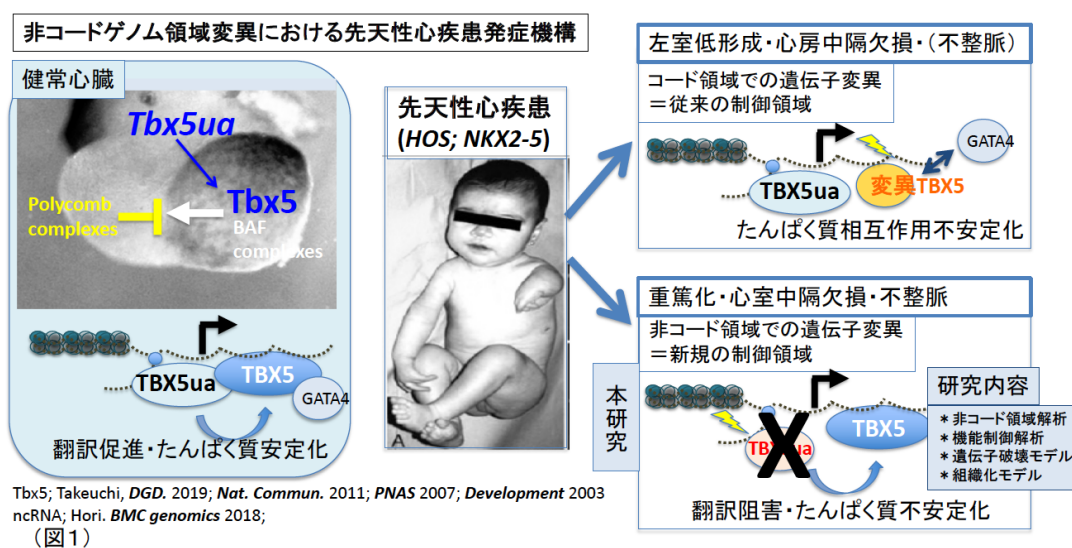 非コードゲノム領域変異における先天性心疾患発症機構
健常心臓
Tbx5ua
Tbx5
Polycomb
complexes
BAF
complexes
TBX5ua
TBX5
GATA4
翻訳促進・たんぱく質安定化
先天性心疾患
(HOS; NKX2-5)
A
左室低形成・心房中隔欠損・(不整脈)
コード領域での遺伝子変異
＝従来の制御領域
GATA4
TBX5ua
変異TBX5
たんぱく質相互作用不安定化
重篤化・心室中隔欠損・不整脈
非コード領域での遺伝子変異
＝新規の制御領域
本研究
TBX5ua
X
TBX5
翻訳阻害・たんぱく質不安定化
研究内容
＊非コード領域解析
＊機能制御解析
＊遺伝子破壊モデル
＊組織化モデル
Tbx5; Takeuchi, DGD. 2019; Nat. Commun. 2011; PNAS 2007; Development 2003
ncRNA; Hori. BMC genomics 2018;
(図1)